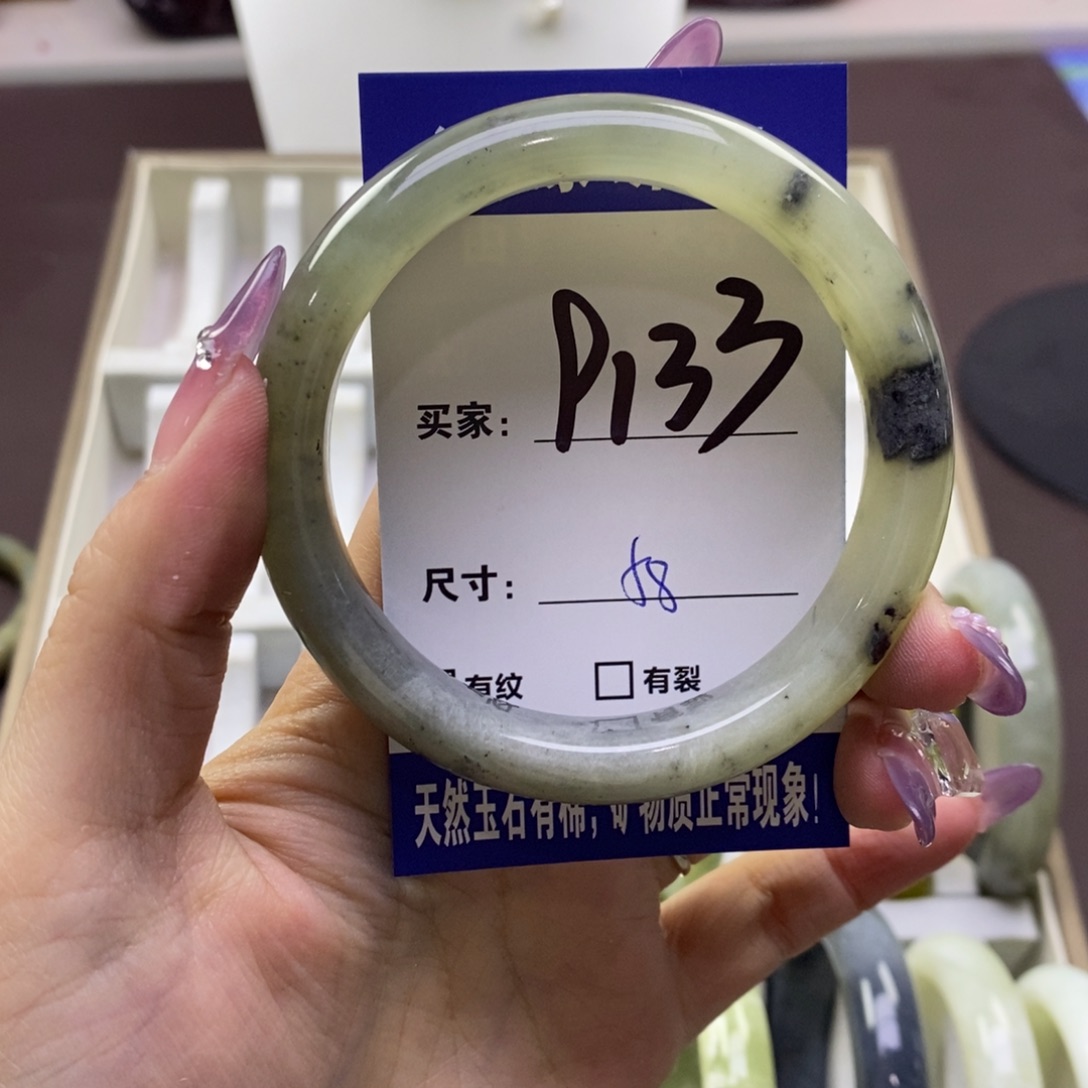 买家: P133
尺寸: 58
有纹 □有裂
天然玉石有棉, 矿物质正常现象!